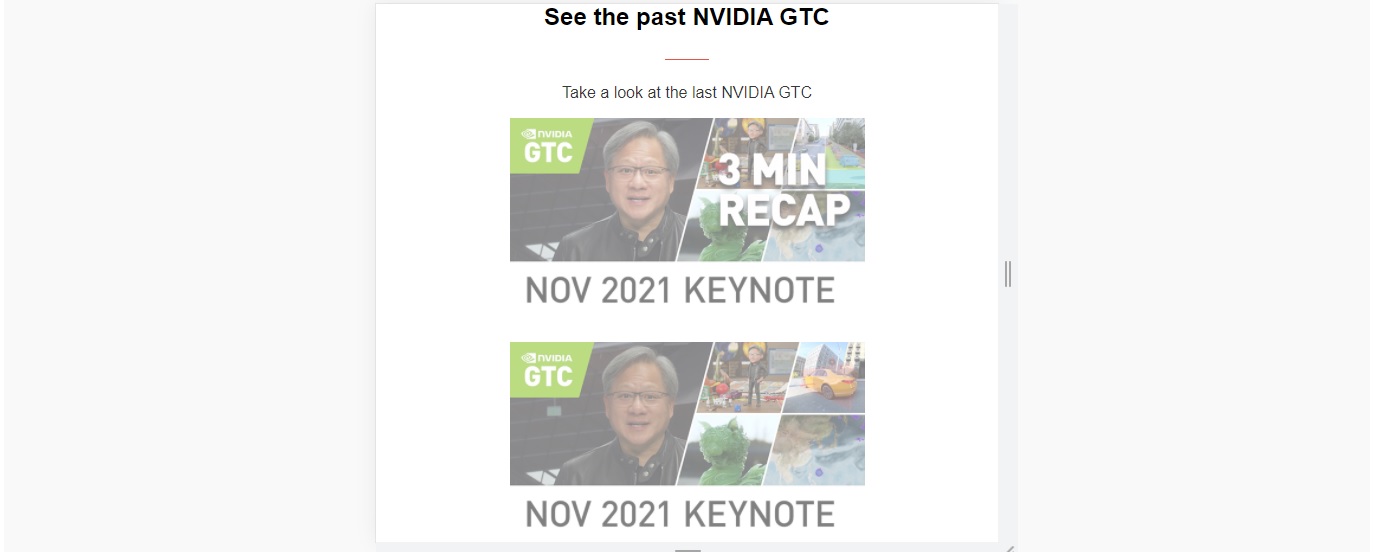 See the past NVIDIA GTC
Take a look at the last NVIDIA GTC
NVIDIA
GTC
3 MIN
RECAP
NOV 2021 KEYNOTE
NVIDIA
GTC
NOV 2021 KEYNOTE